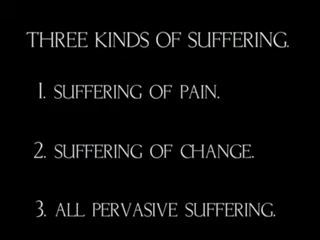 THREE KINDS OF SUFFERING.
1. SUFFERING OF PAIN.
2. SUFFERING OF CHANGE.
3. ALL PERVASIVE SUFFERING.